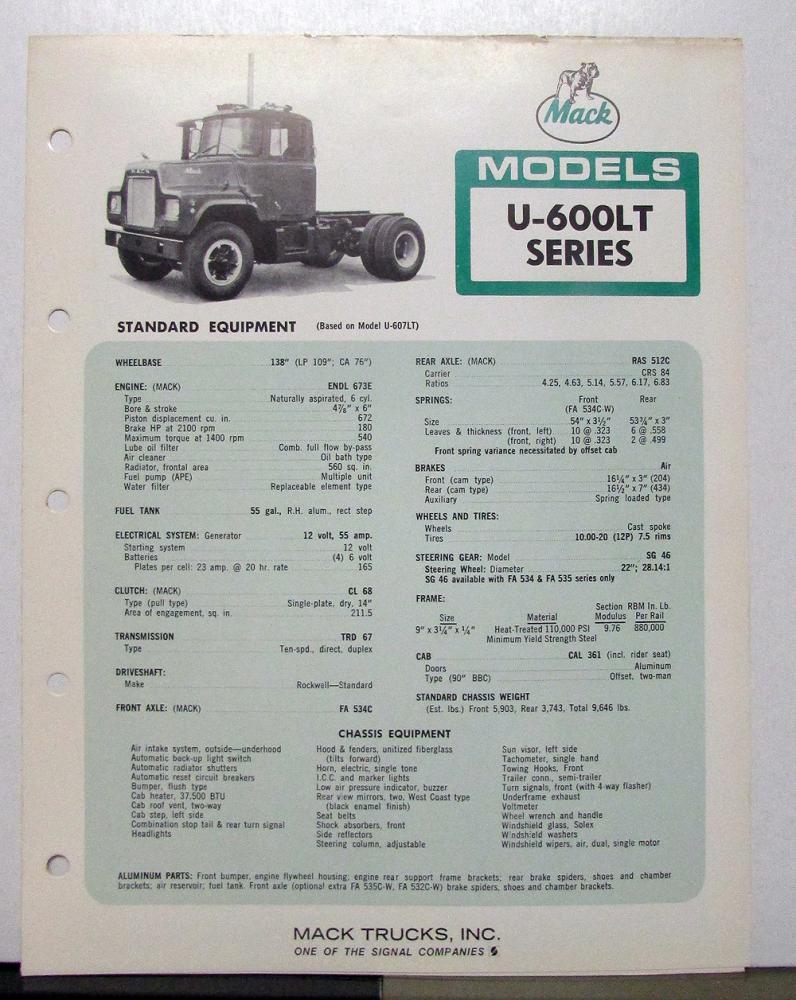 Mack
MODELS
U-600LT
SERIES
STANDARD EQUIPMENT (Based on Model U-607LT)
WHEELBASE 138" (LP 109"; CA 76")
ENGINE: (MACK) ENDL 673E
Type Naturally aspirated, 6 cyl.
Bore & stroke 4⅞" x 6"
Piston displacement cu. in. 672
Brake HP at 2100 rpm 180
Maximum torque at 1400 rpm 540
Lube oil filter Comb. full flow by-pass
Air cleaner Oil bath type
Radiator, frontal area 560 sq. in.
Fuel pump (APE) Multiple unit
Water filter Replaceable element type
FUEL TANK 55 gal., R.H. alum., rect step
ELECTRICAL SYSTEM: Generator 12 volt, 55 amp.
Starting system 12 volt
Batteries (4) 6 volt
Plates per cell: 23 amp. @ 20 hr. rate 165
CLUTCH: (MACK) CL 68
Type (pull type) Single-plate, dry, 14"
Area of engagement, sq. in. 211.5
TRANSMISSION TRD 67
Type Ten-spd., direct, duplex
DRIVESHAFT:
Make Rockwell—Standard
FRONT AXLE: (MACK) FA 534C
REAR AXLE: (MACK) RAS 512C
Carrier CRS 84
Ratios 4.25, 4.63, 5.14, 5.57, 6.17, 6.83
SPRINGS: Front Rear
(FA 534C-W)
Size 54" x 3½" 53¾" x 3"
Leaves & thickness (front, left) 10 @ .323 6 @ .558
(front, right) 10 @ .323 2 @ .499
Front spring variance necessitated by offset cab
BRAKES Air
Front (cam type) 16¼" x 3" (204)
Rear (cam type) 16½" x 7" (434)
Auxiliary Spring loaded type
WHEELS AND TIRES:
Wheels Cast spoke
Tires 10.00-20 (12P) 7.5 rims
STEERING GEAR: Model SG 46
Steering Wheel: Diameter 22"; 28.14:1
SG 46 available with FA 534 & FA 535 series only
FRAME:
Section RBM In. Lb.
Size Material Modulus Per Rail
9" x 3¼" x ¼" Heat-Treated 110,000 PSI 9.76 880,000
Minimum Yield Strength Steel
CAB CAL 361 (incl. rider seat)
Doors Aluminum
Type (90" BBC) Offset, two-man
STANDARD CHASSIS WEIGHT
(Est. lbs.) Front 5,903, Rear 3,743, Total 9,646 lbs.
CHASSIS EQUIPMENT
Air intake system, outside—underhood
Automatic back-up light switch
Automatic radiator shutters
Automatic reset circuit breakers
Bumper, flush type
Cab heater, 37,500 BTU
Cab roof vent, two-way
Cab step, left side
Combination stop tail & rear turn signal
Headlights
Hood & fenders, unitized fiberglass
(tilts forward)
Horn, electric, single tone
I.C.C. and marker lights
Low air pressure indicator, buzzer
Rear view mirrors, two, West Coast type
(black enamel finish)
Seat belts
Shock absorbers, front
Side reflectors
Steering column, adjustable
Sun visor, left side
Tachometer, single hand
Towing Hooks, Front
Trailer conn., semi-trailer
Turn signals, front (with 4-way flasher)
Underframe exhaust
Voltmeter
Wheel wrench and handle
Windshield glass, Solex
Windshield washers
Windshield wipers, air, dual, single motor
ALUMINUM PARTS: Front bumper, engine flywheel housing; engine rear support frame brackets; rear brake spiders, shoes and chamber
brackets; air reservoir; fuel tank. Front axle (optional extra FA 535C-W, FA 532C-W) brake spiders, shoes and chamber brackets.
MACK TRUCKS, INC.
ONE OF THE SIGNAL COMPANIES